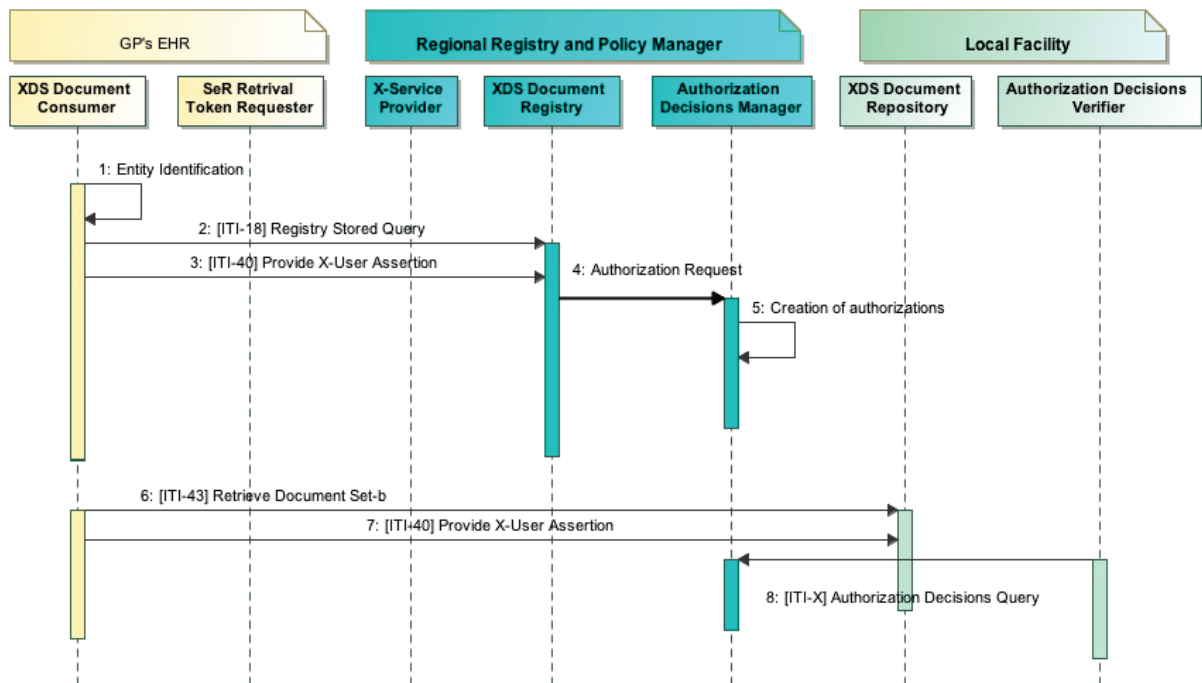 GP's EHR
Regional Registry and Policy Manager
Local Facility
XDS Document
Consumer
SeR Retrival
Token Requester
X-Service
Provider
XDS Document
Registry
Authorization
Decisions Manager
XDS Document
Repository
Authorization Decisions
Verifier
1: Entity Identification
2: [ITI-18] Registry Stored Query
3: [ITI-40] Provide X-User Assertion
4: Authorization Request
5: Creation of authorizations
6: [ITI-43] Retrieve Document Set-b
7: [ITI-40] Provide X-User Assertion
8: [ITI-X] Authorization Decisions Query